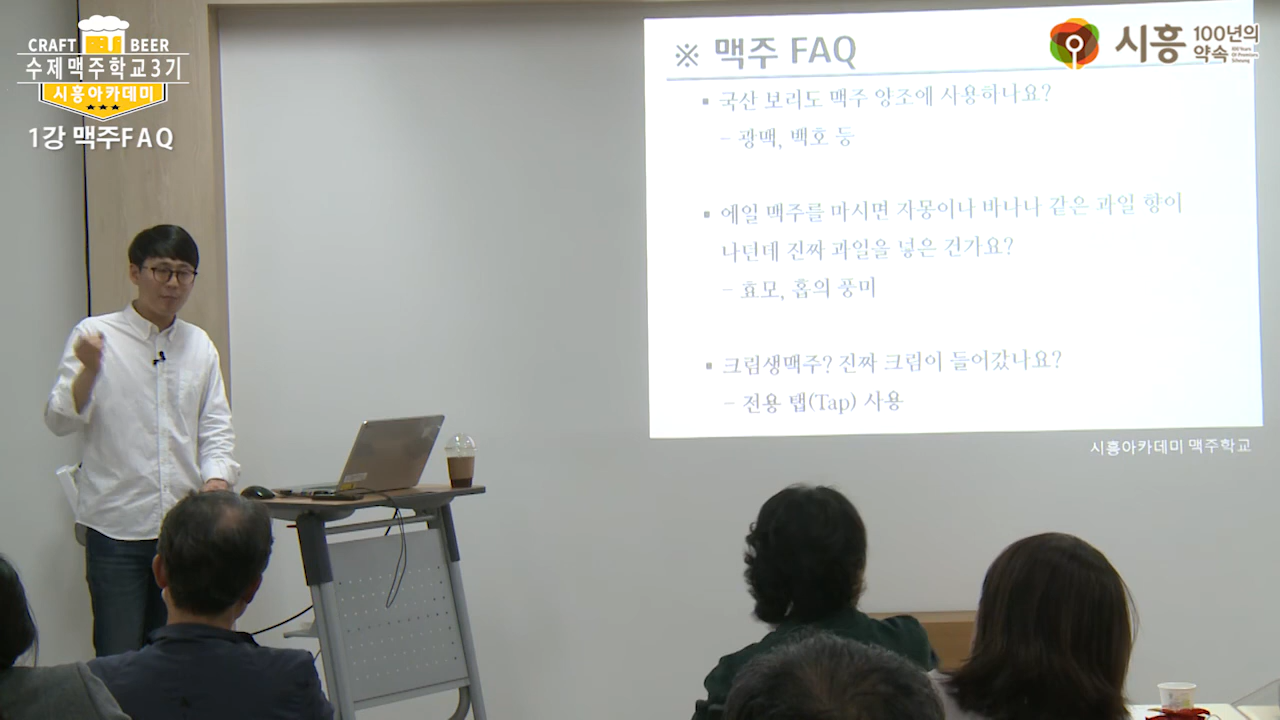 CRAFT BEER
수제맥주학교3기
시흥아카데미
1강 맥주FAQ
※ 맥주 FAQ
시흥 100년의 약속
▪ 국산 보리도 맥주 양조에 사용하나요?
- 광맥, 백호 등
▪ 에일 맥주를 마시면 자몽이나 바나나 같은 과일 향이
나던데 진짜 과일을 넣은 건가요?
- 효모, 홉의 풍미
▪ 크림생맥주? 진짜 크림이 들어갔나요?
- 전용 탭(Tap) 사용
시흥아카데미 맥주학교